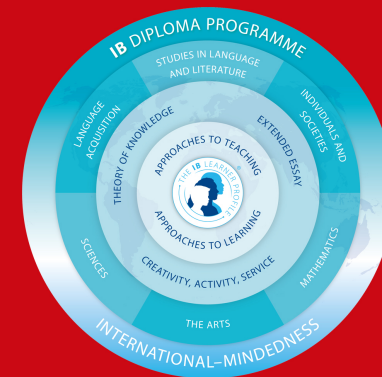 IB DIPLOMA PROGRAMME
STUDIES IN LANGUAGE
AND LITERATURE
LANGUAGE
ACQUISITION
INDIVIDUALS AND
SOCIETIES
THEORY OF KNOWLEDGE
EXTENDED ESSAY
APPROACHES TO TEACHING
THE IB LEARNER PROFILE
APPROACHES TO LEARNING
CREATIVITY, ACTIVITY, SERVICE
SCIENCES
MATHEMATICS
THE ARTS
INTERNATIONAL–MINDEDNESS